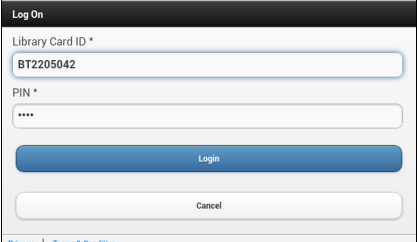 Log On
Library Card ID *
BT2205042
PIN *
••••
Login
Cancel